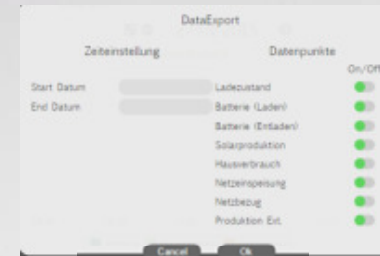 DataExport
Zeiteinstellung Datenpunkte
On/Off
Start Datum Ladezustand
End Datum Batterie (Laden)
Batterie (Entladen)
Solarproduktion
Hausverbrauch
Netzeinspeisung
Netzbezug
Produktion Ext.
Cancel Ok